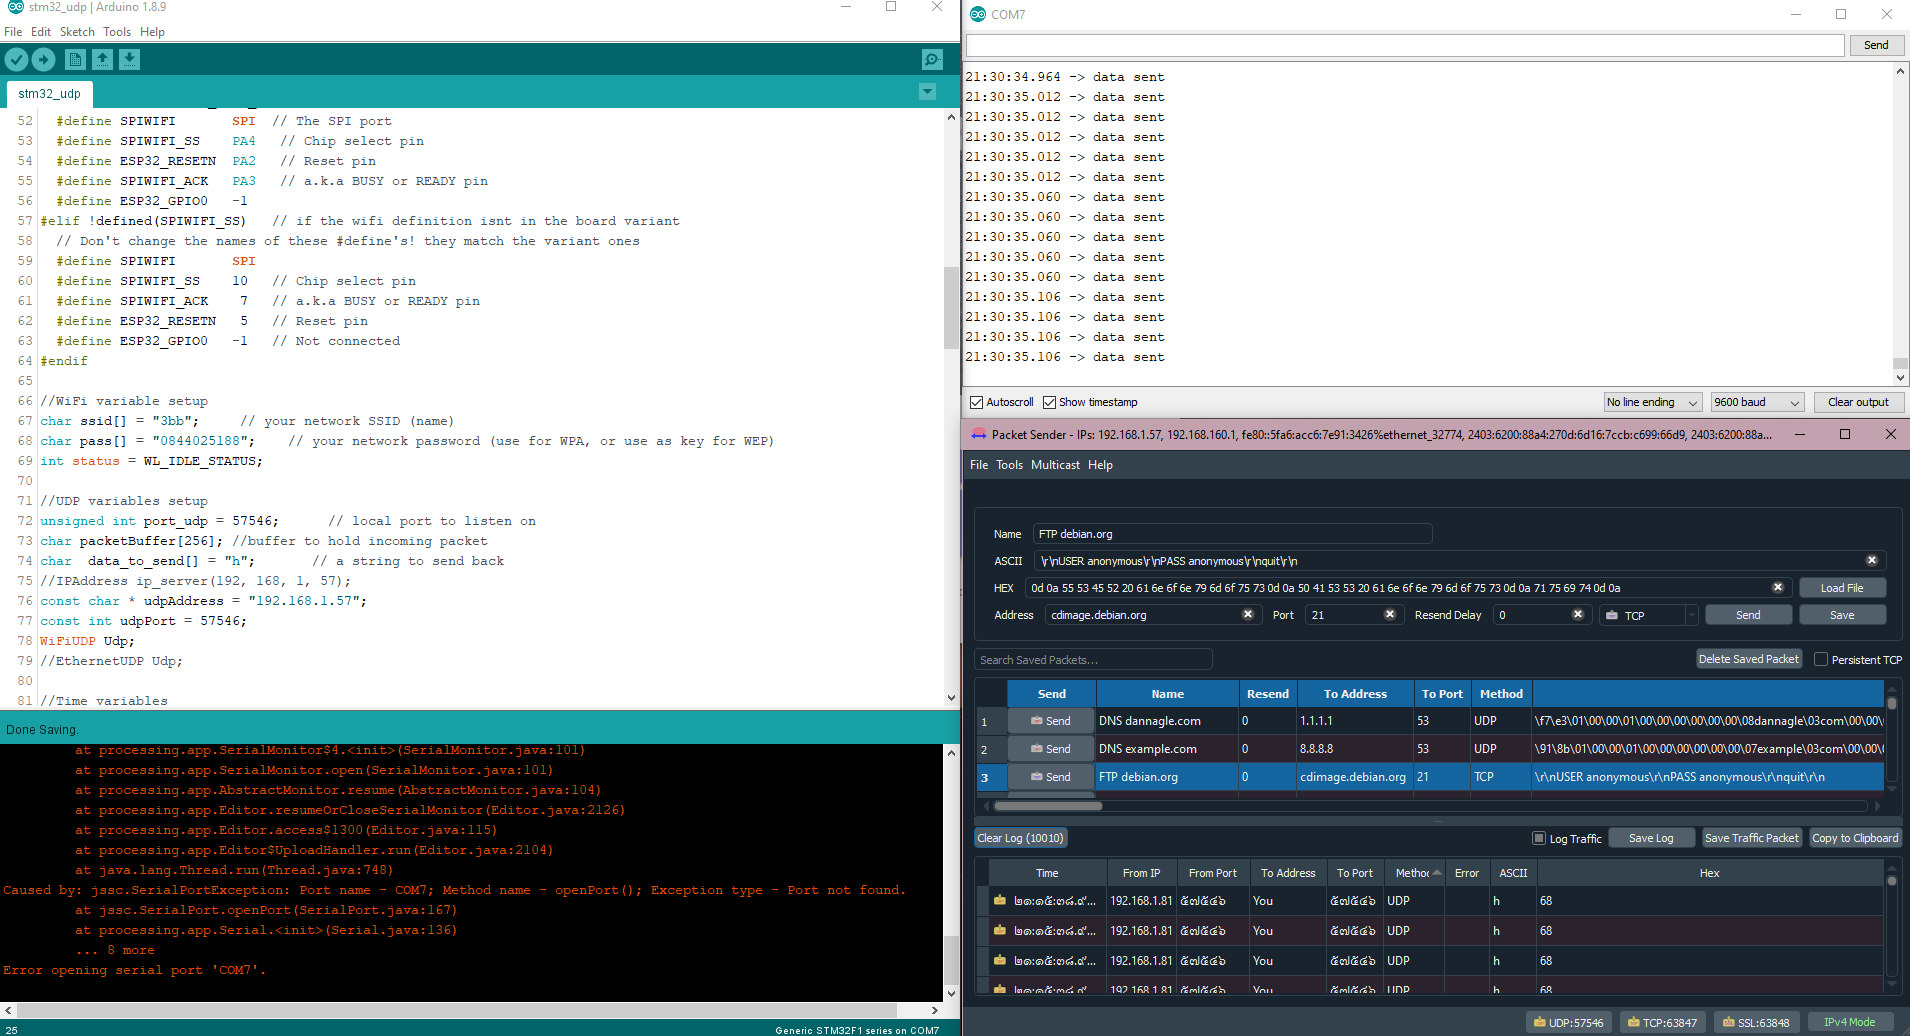 stm32_udp | Arduino 1.8.9
File Edit Sketch Tools Help
stm32_udp
52 #define SPIWIFI SPI // The SPI port
53 #define SPIWIFI_SS PA4 // Chip select pin
54 #define ESP32_RESETN PA2 // Reset pin
55 #define SPIWIFI_ACK PA3 // a.k.a BUSY or READY pin
56 #define ESP32_GPIO0 -1
57 #elif !defined(SPIWIFI_SS) // if the wifi definition isnt in the board variant
58 // Don't change the names of these #define's! they match the variant ones
59 #define SPIWIFI SPI
60 #define SPIWIFI_SS 10 // Chip select pin
61 #define SPIWIFI_ACK 7 // a.k.a BUSY or READY pin
62 #define ESP32_RESETN 5 // Reset pin
63 #define ESP32_GPIO0 -1 // Not connected
64 #endif
65
66 //WiFi variable setup
67 char ssid[] = "3bb"; // your network SSID (name)
68 char pass[] = "0844025188"; // your network password (use for WPA, or use as key for WEP)
69 int status = WL_IDLE_STATUS;
70
71 //UDP variables setup
72 unsigned int port_udp = 57546; // local port to listen on
73 char packetBuffer[256]; //buffer to hold incoming packet
74 char data_to_send[] = "h"; // a string to send back
75 //IPAddress ip_server(192, 168, 1, 57);
76 const char * udpAddress = "192.168.1.57";
77 const int udpPort = 57546;
78 WiFiUDP Udp;
79 //EthernetUDP Udp;
80
81 //Time variables
Done Saving.
at processing.app.SerialMonitor$4.<init>(SerialMonitor.java:101)
at processing.app.SerialMonitor.open(SerialMonitor.java:101)
at processing.app.AbstractMonitor.resume(AbstractMonitor.java:104)
at processing.app.Editor.resumeOrCloseSerialMonitor(Editor.java:2126)
at processing.app.Editor.access$1300(Editor.java:115)
at processing.app.Editor$UploadHandler.run(Editor.java:2104)
at java.lang.Thread.run(Thread.java:748)
Caused by: jssc.SerialPortException: Port name - COM7; Method name - openPort(); Exception type - Port not found.
at jssc.SerialPort.openPort(SerialPort.java:167)
at processing.app.Serial.<init>(Serial.java:136)
... 8 more
Error opening serial port 'COM7'.
25 Generic STM32F1 series on COM7
COM7
Send
21:30:34.964 -> data sent
21:30:35.012 -> data sent
21:30:35.012 -> data sent
21:30:35.012 -> data sent
21:30:35.012 -> data sent
21:30:35.012 -> data sent
21:30:35.060 -> data sent
21:30:35.060 -> data sent
21:30:35.060 -> data sent
21:30:35.060 -> data sent
21:30:35.060 -> data sent
21:30:35.106 -> data sent
21:30:35.106 -> data sent
21:30:35.106 -> data sent
21:30:35.106 -> data sent
Autoscroll Show timestamp No line ending 9600 baud Clear output
Packet Sender - IPs: 192.168.1.57, 192.168.160.1, fe80::5fa6:acc6:7e91:3426%ethernet_32774, 2403:6200:88a4:270d:6d16:7ccb:c699:66d9, 2403:6200:88a...
File Tools Multicast Help
Name FTP debian.org
ASCII \r\nUSER anonymous\r\nPASS anonymous\r\nquit\r\n
HEX 0d 0a 55 53 45 52 20 61 6e 6f 6e 79 6d 6f 75 73 0d 0a 50 41 53 53 20 61 6e 6f 6e 79 6d 6f 75 73 0d 0a 71 75 69 74 0d 0a Load File
Address cdimage.debian.org Port 21 Resend Delay 0 TCP Send Save
Search Saved Packets... Delete Saved Packet Persistent TCP
Send Name Resend To Address To Port Method
1 Send DNS dannagle.com 0 1.1.1.1 53 UDP \f7\e3\01\00\00\01\00\00\00\00\00\00\08dannagle\03com\00\00\
2 Send DNS example.com 0 8.8.8.8 53 UDP \91\8b\01\00\00\01\00\00\00\00\00\00\07example\03com\00\00\
3 Send FTP debian.org 0 cdimage.debian.org 21 TCP \r\nUSER anonymous\r\nPASS anonymous\r\nquit\r\n
Clear Log (10010) Log Traffic Save Log Save Traffic Packet Copy to Clipboard
Time From IP From Port To Address To Port Method Error ASCII Hex
๒๑:๑๕:๓๘.๙... 192.168.1.81 ๕๗๕๔๖ You ๕๗๕๔๖ UDP h 68
๒๑:๑๕:๓๘.๙... 192.168.1.81 ๕๗๕๔๖ You ๕๗๕๔๖ UDP h 68
๒๑:๑๕:๓๘.๙... 192.168.1.81 ๕๗๕๔๖ You ๕๗๕๔๖ UDP h 68
๒๑:๑๕:๓๘.๙... 192.168.1.81 ๕๗๕๔๖ You ๕๗๕๔๖ UDP h 68
UDP:57546 TCP:63847 SSL:63848 IPv4 Mode